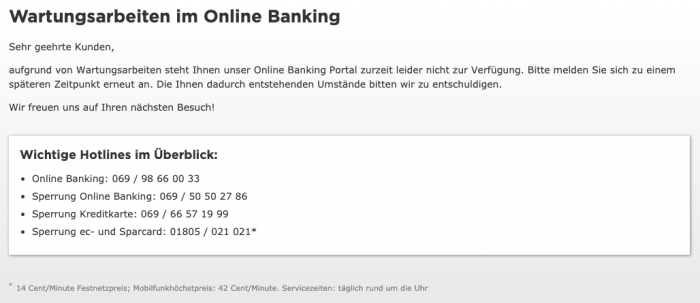 Wartungsarbeiten im Online Banking
Sehr geehrte Kunden,
aufgrund von Wartungsarbeiten steht Ihnen unser Online Banking Portal zurzeit leider nicht zur Verfügung. Bitte melden Sie sich zu einem
späteren Zeitpunkt erneut an. Die Ihnen dadurch entstehenden Umstände bitten wir zu entschuldigen.
Wir freuen uns auf Ihren nächsten Besuch!
Wichtige Hotlines im Überblick:
• Online Banking: 069 / 98 66 00 33
• Sperrung Online Banking: 069 / 50 50 27 86
• Sperrung Kreditkarte: 069 / 66 57 19 99
• Sperrung ec- und Sparcard: 01805 / 021 021*
* 14 Cent/Minute Festnetzpreis; Mobilfunkhöchstpreis: 42 Cent/Minute. Servicezeiten: täglich rund um die Uhr